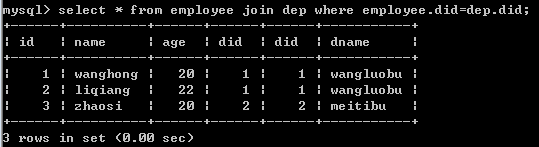 mysql> select * from employee join dep where employee.did=dep.did;
+------+----------+------+------+------+-----------+
| id   | name     | age  | did  | did  | dname     |
+------+----------+------+------+------+-----------+
|    1 | wanghong |   20 |    1 |    1 | wangluobu |
|    2 | liqiang  |   22 |    1 |    1 | wangluobu |
|    3 | zhaosi   |   20 |    2 |    2 | meitibu   |
+------+----------+------+------+------+-----------+
3 rows in set (0.00 sec)